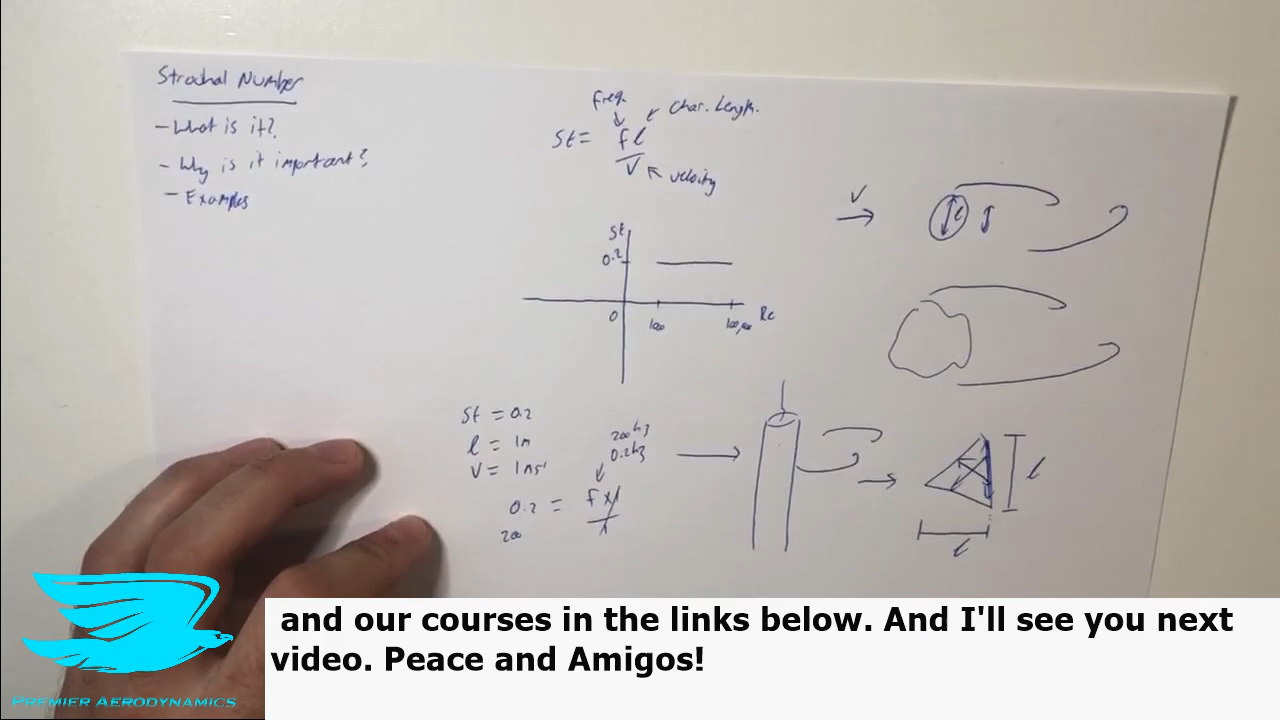 Strouhal Number
- What is it?
- Why is it important?
- Examples
freq.
char. Length.
St = fl
V
velocity
V
l
St
0.2
0
1000
100,000
Re
St = 0.2
l = 1m
V = 1ms⁻¹
200hz
0.2hz
0.2 = f x 1
1
200
l
l
and our courses in the links below. And I'll see you next
video. Peace and Amigos!
PREMIER AERODYNAMICS